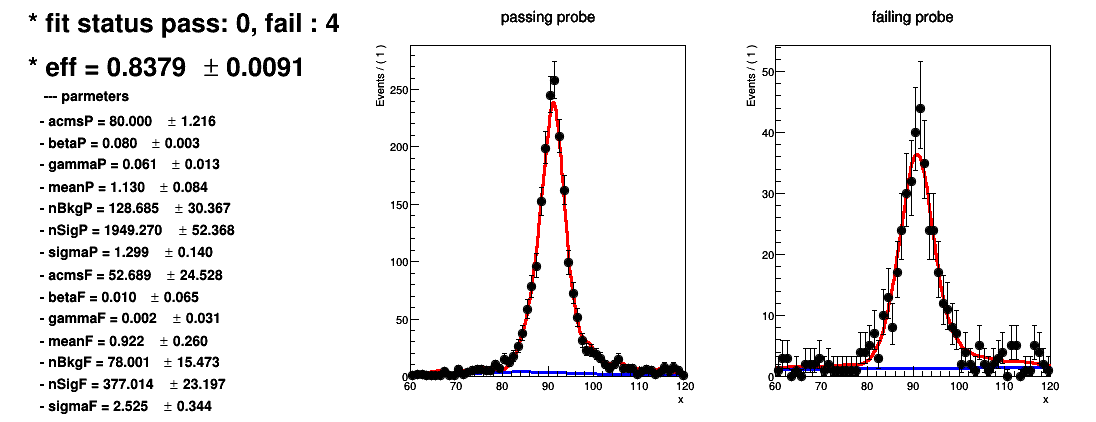 * fit status pass: 0, fail : 4
* eff = 0.8379 ± 0.0091
--- parmeters
- acmsP = 80.000 ± 1.216
- betaP = 0.080 ± 0.003
- gammaP = 0.061 ± 0.013
- meanP = 1.130 ± 0.084
- nBkgP = 128.685 ± 30.367
- nSigP = 1949.270 ± 52.368
- sigmaP = 1.299 ± 0.140
- acmsF = 52.689 ± 24.528
- betaF = 0.010 ± 0.065
- gammaF = 0.002 ± 0.031
- meanF = 0.922 ± 0.260
- nBkgF = 78.001 ± 15.473
- nSigF = 377.014 ± 23.197
- sigmaF = 2.525 ± 0.344
passing probe
Events / ( 1 )
250
200
150
100
50
0
60 70 80 90 100 110 120
x
failing probe
Events / ( 1 )
50
40
30
20
10
0
60 70 80 90 100 110 120
x